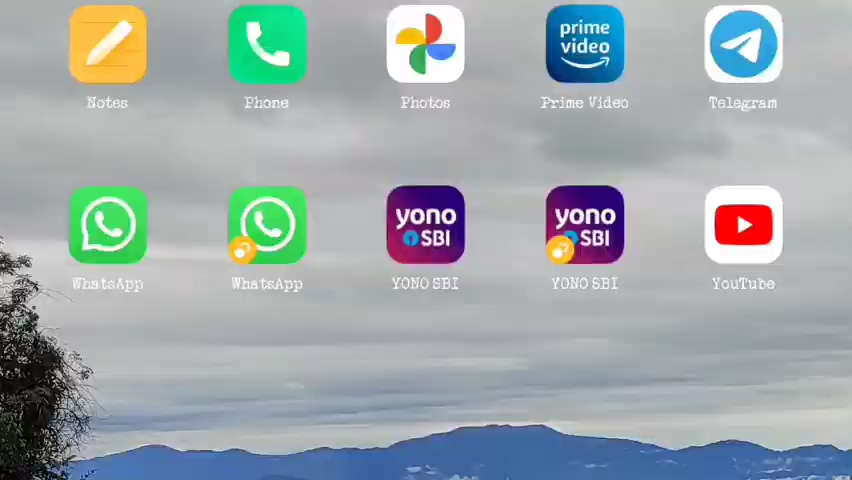 prime
video
Notes
Phone
Photos
Prime Video
Telegram
yono
SBI
yono
SBI
WhatsApp
WhatsApp
YONO SBI
YONO SBI
YouTube